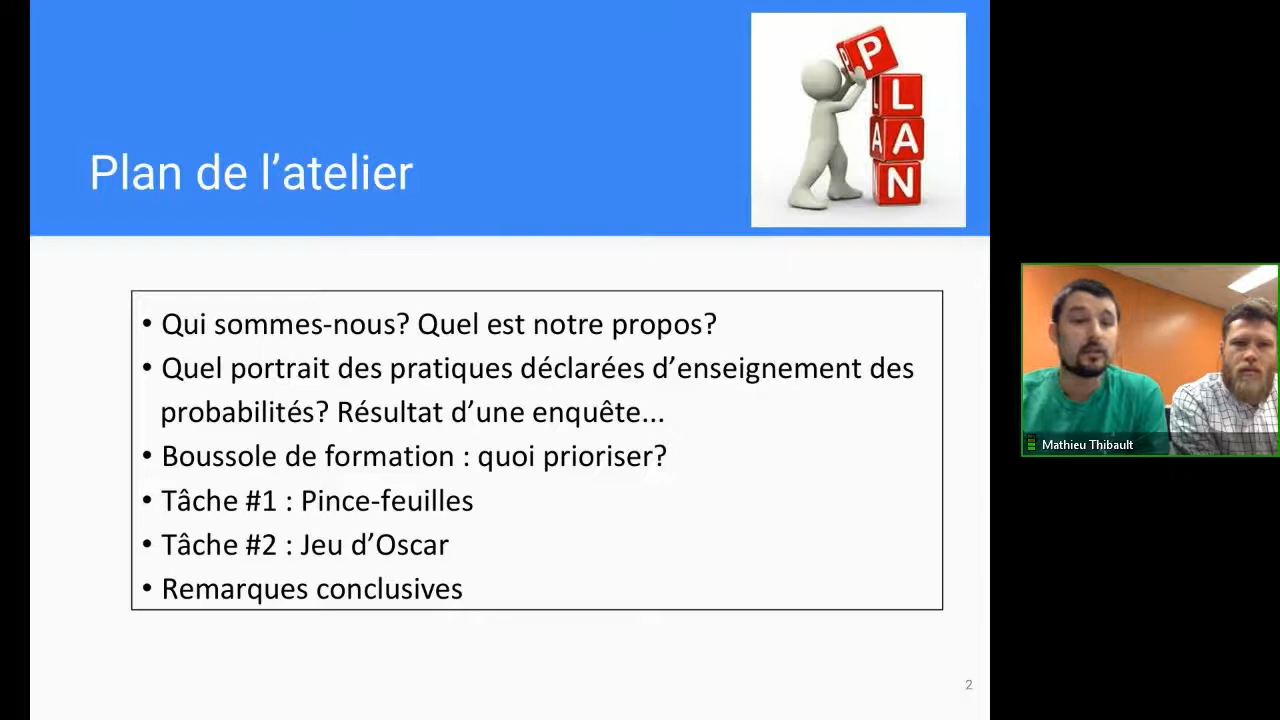 P
L
A A
N
Plan de l’atelier
• Qui sommes-nous? Quel est notre propos?
• Quel portrait des pratiques déclarées d’enseignement des
probabilités? Résultat d’une enquête...
• Boussole de formation : quoi prioriser?
• Tâche #1 : Pince-feuilles
• Tâche #2 : Jeu d’Oscar
• Remarques conclusives
Mathieu Thibault
2